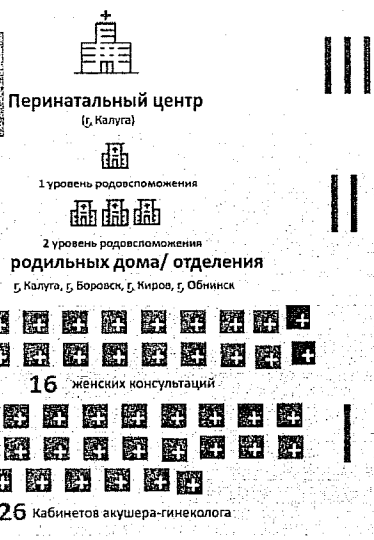 Перинатальный центр
(г. Калуга)
1 уровень родовспоможения
2 уровень родовспоможения
родильных дома/ отделения
г. Калуга, г. Боровск, г. Киров, г. Обнинск
16 женских консультаций
26 Кабинетов акушера-гинеколога